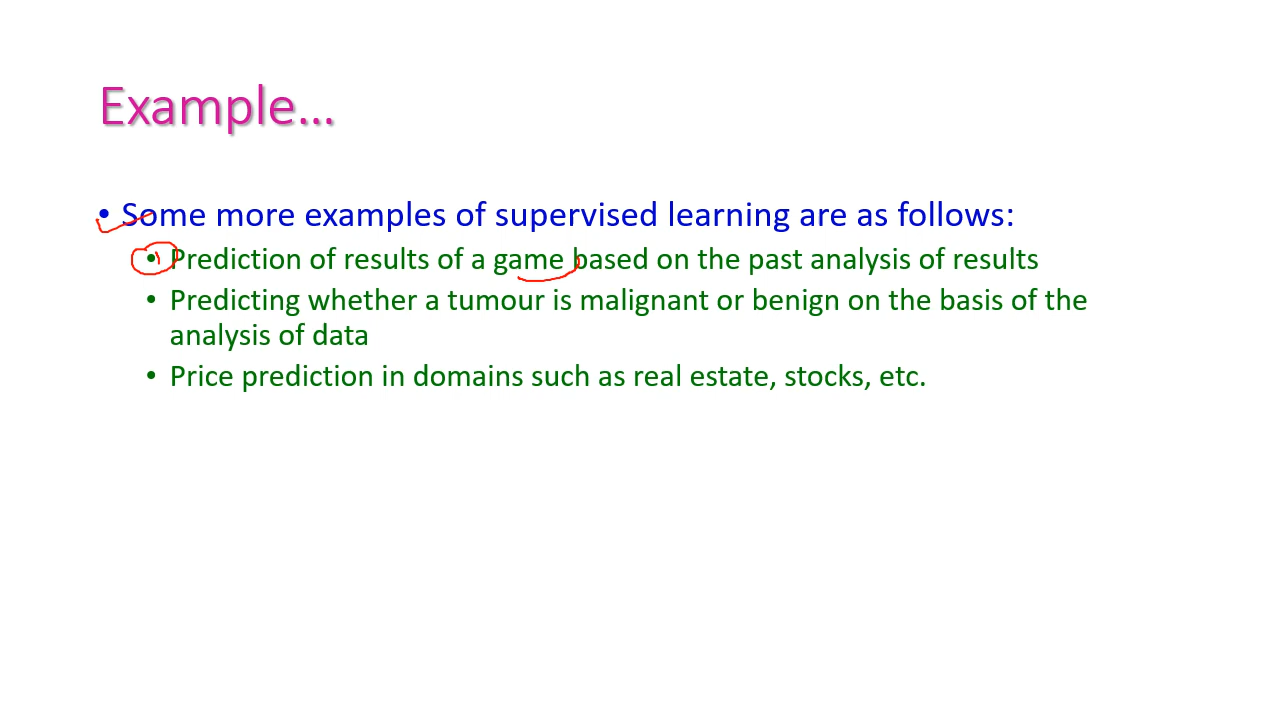 Example...
• Some more examples of supervised learning are as follows:
• Prediction of results of a game based on the past analysis of results
• Predicting whether a tumour is malignant or benign on the basis of the
analysis of data
• Price prediction in domains such as real estate, stocks, etc.